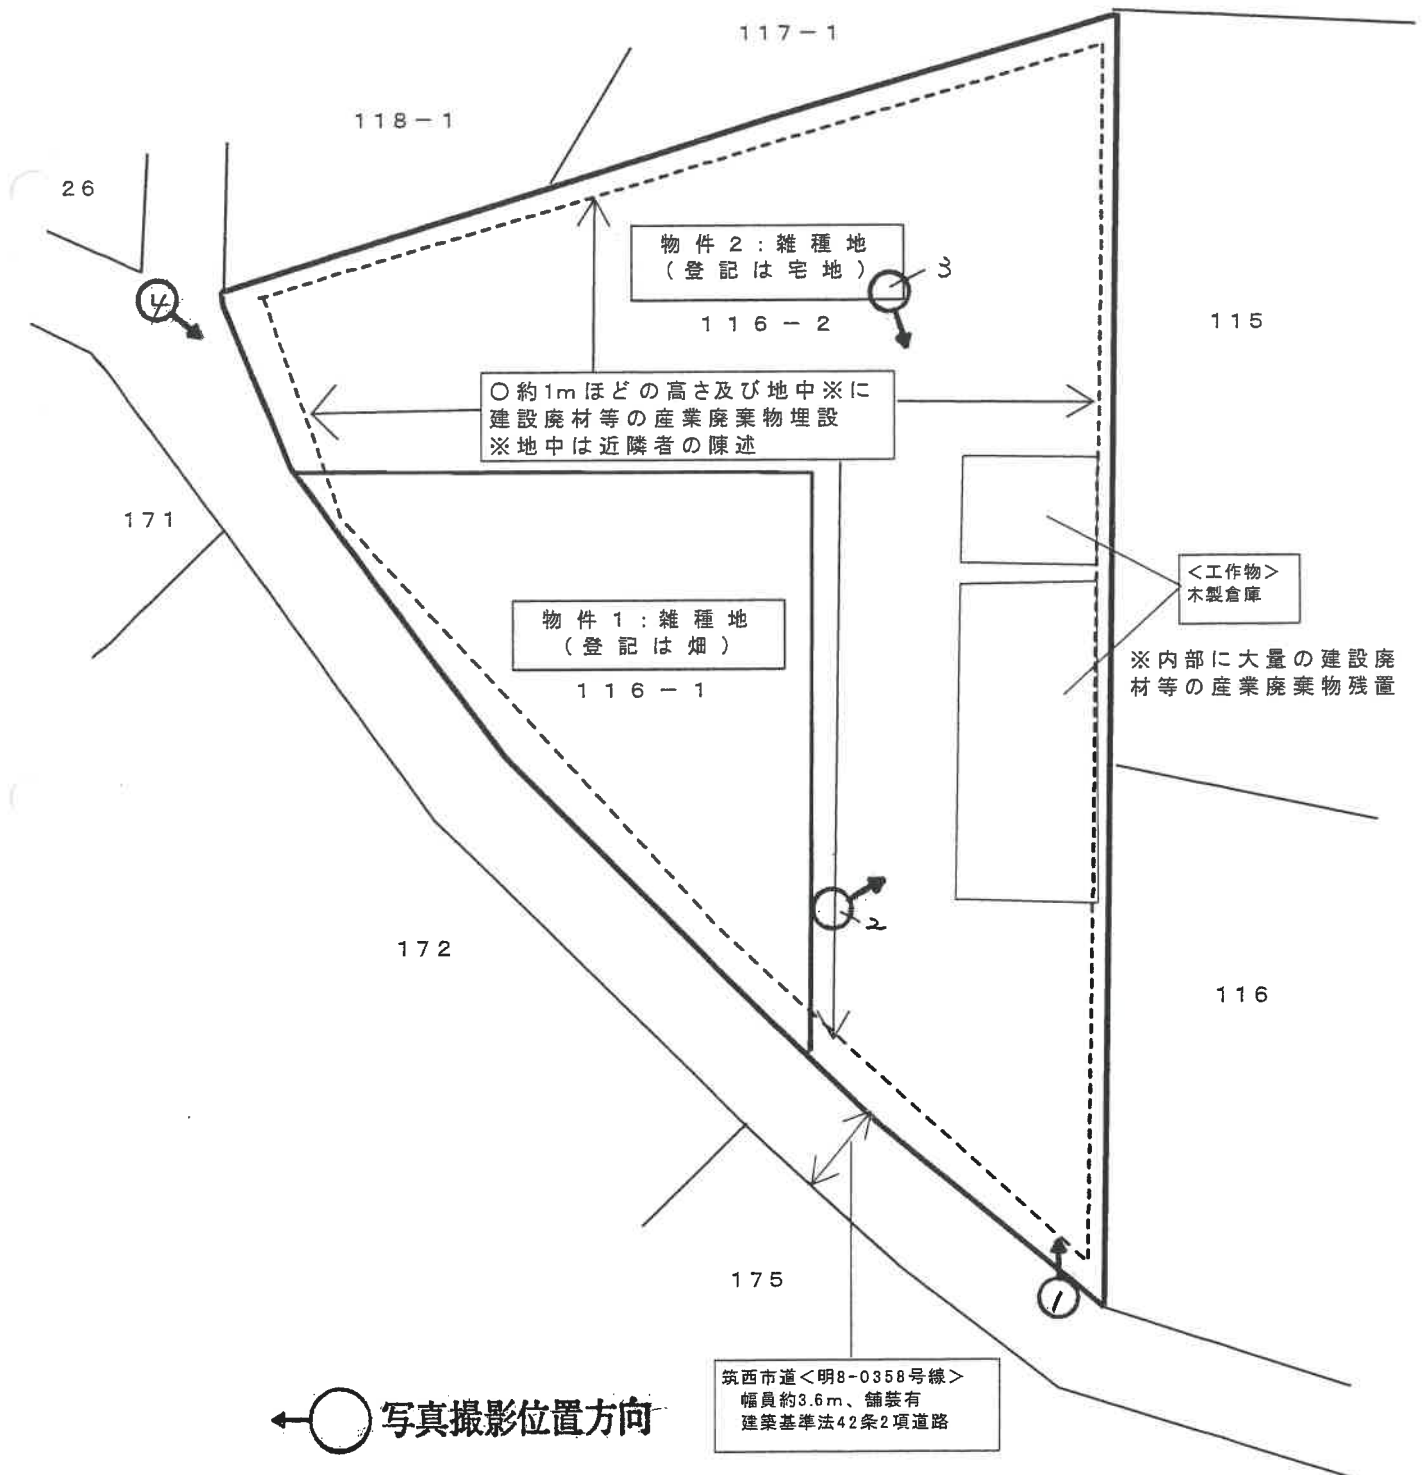 117-1
118-1
26
物件2:雑種地
(登記は宅地)
3
4
116-2
115
〇約1mほどの高さ及び地中※に
建設廃材等の産業廃棄物埋設
※地中は近隣者の陳述
171
<工作物>
木製倉庫
物件1:雑種地
(登記は畑)
※内部に大量の建設廃
材等の産業廃棄物残置
116-1
2
172
116
175
1
筑西市道<明8-0358号線>
幅員約3.6m、舗装有
建築基準法42条2項道路
写真撮影位置方向